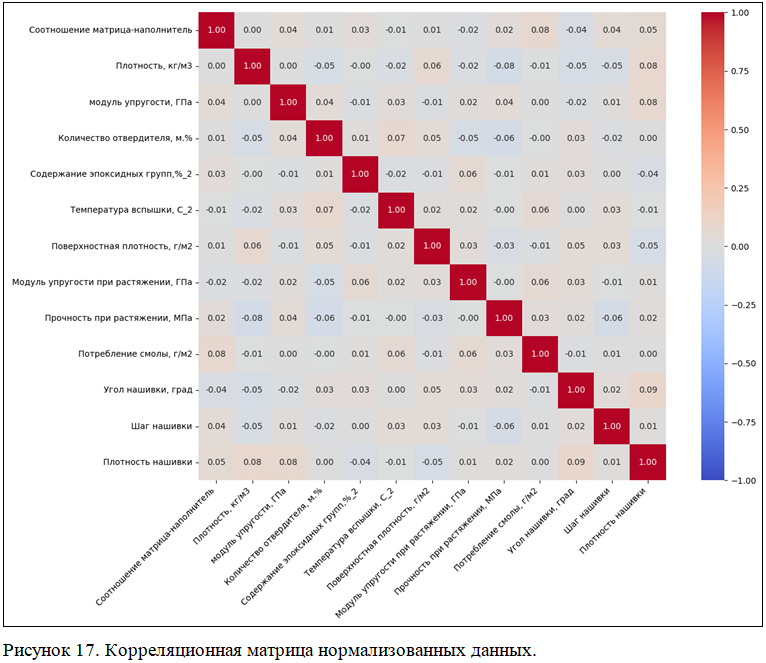 Соотношение матрица-наполнитель 1.00 0.00 0.04 0.01 0.03 -0.01 0.01 -0.02 0.02 0.08 -0.04 0.04 0.05
Плотность, кг/м3 0.00 1.00 0.00 -0.05 -0.00 -0.02 0.06 -0.02 -0.08 -0.01 -0.05 -0.05 0.08
модуль упругости, ГПа 0.04 0.00 1.00 0.04 -0.01 0.03 -0.01 0.02 0.04 0.00 -0.02 0.01 0.08
Количество отвердителя, м.% 0.01 -0.05 0.04 1.00 0.01 0.07 0.05 -0.05 -0.06 -0.00 0.03 -0.02 0.00
Содержание эпоксидных групп,%_2 0.03 -0.00 -0.01 0.01 1.00 -0.02 -0.01 0.06 -0.01 0.01 0.03 0.00 -0.04
Температура вспышки, С_2 -0.01 -0.02 0.03 0.07 -0.02 1.00 0.02 0.02 -0.00 0.06 0.00 0.03 -0.01
Поверхностная плотность, г/м2 0.01 0.06 -0.01 0.05 -0.01 0.02 1.00 0.03 -0.03 -0.01 0.05 0.03 -0.05
Модуль упругости при растяжении, ГПа -0.02 -0.02 0.02 -0.05 0.06 0.02 0.03 1.00 -0.00 0.06 0.03 -0.01 0.01
Прочность при растяжении, МПа 0.02 -0.08 0.04 -0.06 -0.01 -0.00 -0.03 -0.00 1.00 0.03 0.02 -0.06 0.02
Потребление смолы, г/м2 0.08 -0.01 0.00 -0.00 0.01 0.06 -0.01 0.06 0.03 1.00 -0.01 0.01 0.00
Угол нашивки, град -0.04 -0.05 -0.02 0.03 0.03 0.00 0.05 0.03 0.02 -0.01 1.00 0.02 0.09
Шаг нашивки 0.04 -0.05 0.01 -0.02 0.00 0.03 0.03 -0.01 -0.06 0.01 0.02 1.00 0.01
Плотность нашивки 0.05 0.08 0.08 0.00 -0.04 -0.01 -0.05 0.01 0.02 0.00 0.09 0.01 1.00
Соотношение матрица-наполнитель
Плотность, кг/м3
модуль упругости, ГПа
Количество отвердителя, м.%
Содержание эпоксидных групп,%_2
Температура вспышки, С_2
Поверхностная плотность, г/м2
Модуль упругости при растяжении, ГПа
Прочность при растяжении, МПа
Потребление смолы, г/м2
Угол нашивки, град
Шаг нашивки
Плотность нашивки
1.00
0.75
0.50
0.25
0.00
−0.25
−0.50
−0.75
−1.00
Рисунок 17. Корреляционная матрица нормализованных данных.